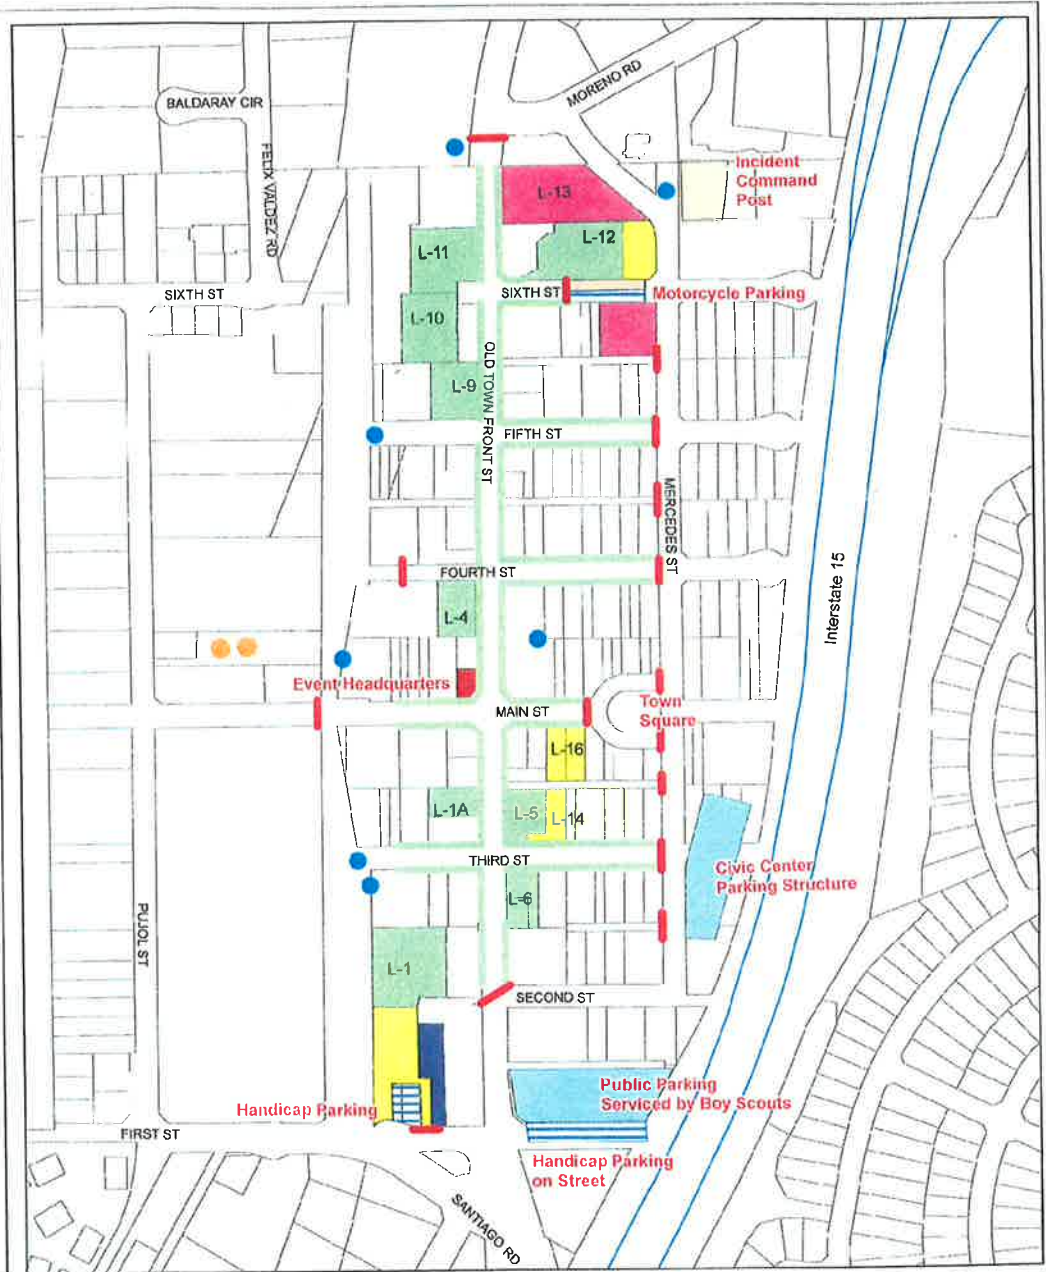 MORENO RD
BALDARAY CIR
FELIX VALDEZ RD
Incident
Command
Post
L-13
L-12
L-11
SIXTH ST
SIXTH ST
Motorcycle Parking
L-10
OLD TOWN FRONT ST
L-9
FIFTH ST
MERCEDES ST
FOURTH ST
Interstate 15
L-4
Event Headquarters
MAIN ST
Town
Square
L-16
L-1A
L-5
L-14
THIRD ST
Civic Center
Parking Structure
L-6
PUJOL ST
L-1
SECOND ST
Public Parking
Serviced by Boy Scouts
Handicap Parking
FIRST ST
Handicap Parking
on Street
SANTIAGO RD